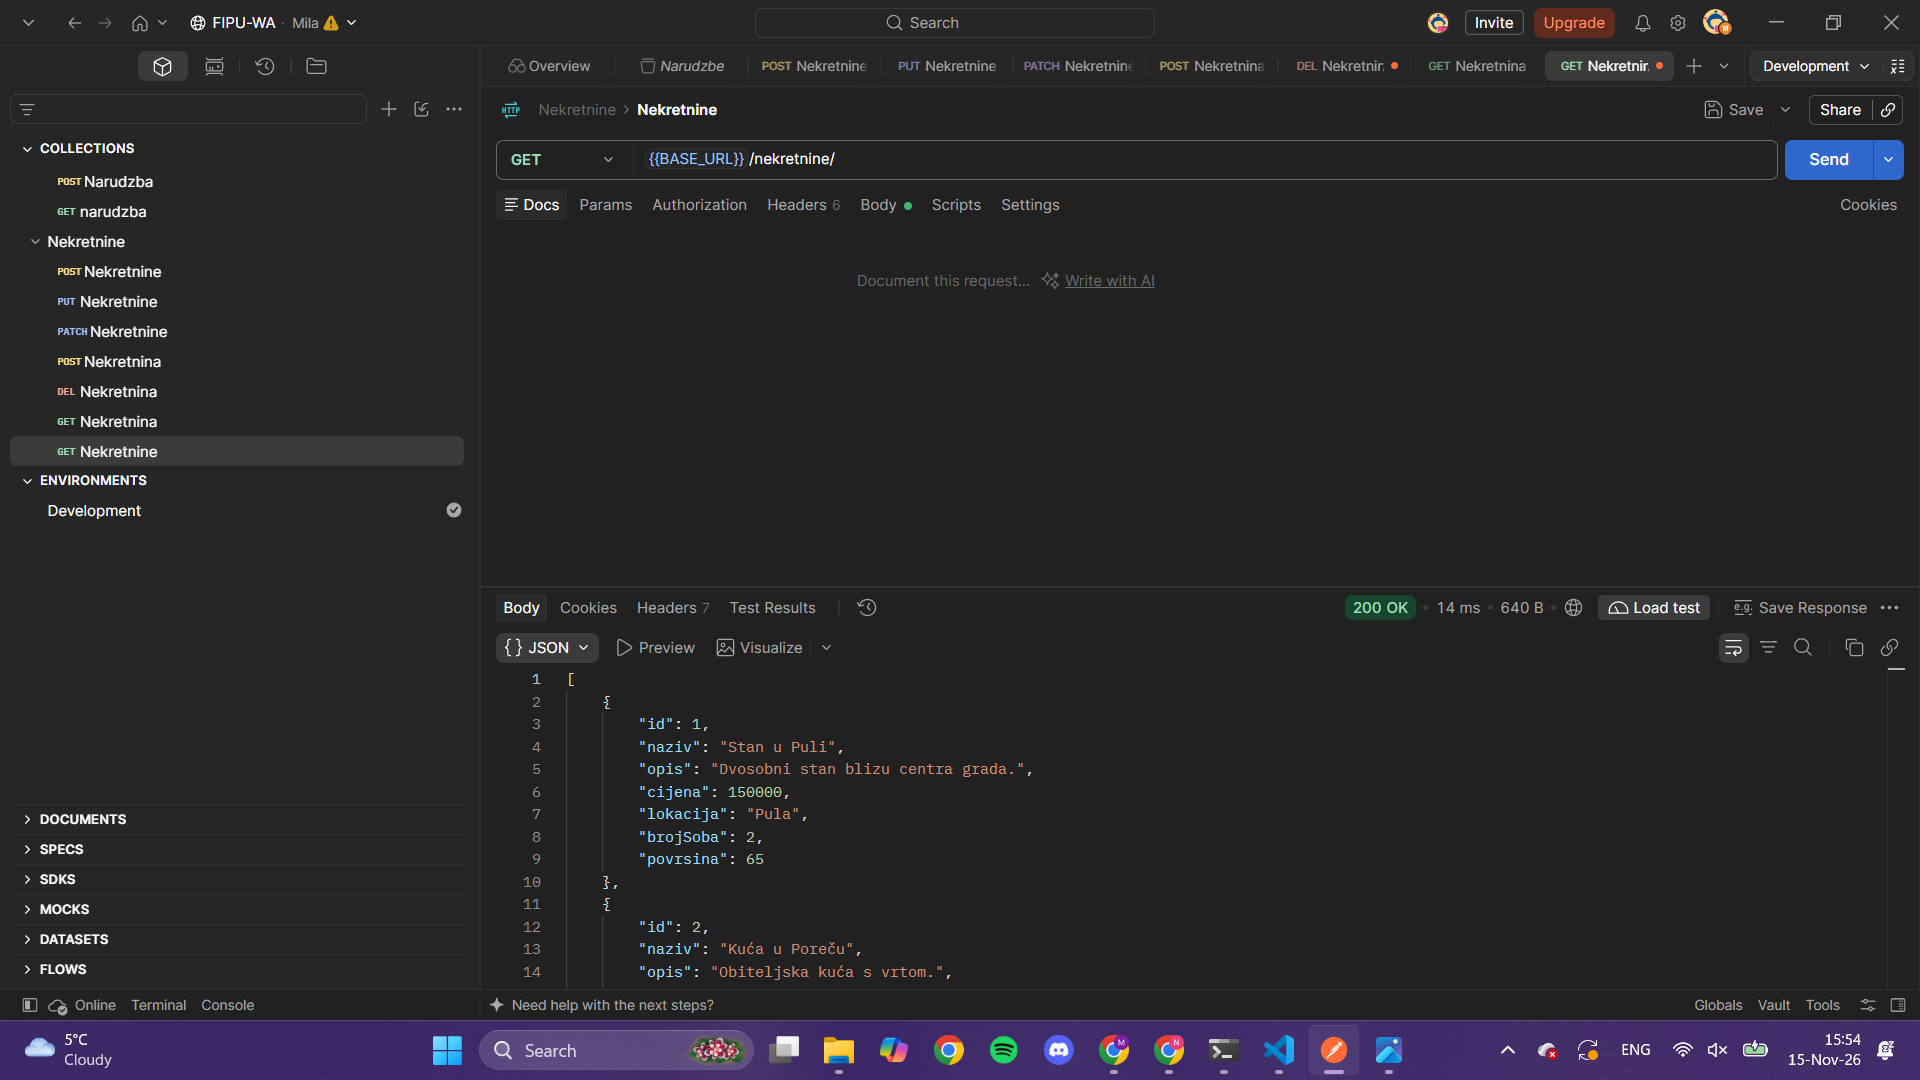 FIPU-WA · Mila
Search
Invite
Upgrade
Overview
Narudzbe
POST Nekretnine
PUT Nekretnine
PATCH Nekretnine
POST Nekretnina
DEL Nekretnin
GET Nekretnina
GET Nekretnin
Development
Nekretnine > Nekretnine
Save
Share
COLLECTIONS
POST Narudzba
GET narudzba
Nekretnine
POST Nekretnine
PUT Nekretnine
PATCH Nekretnine
POST Nekretnina
DEL Nekretnina
GET Nekretnina
GET Nekretnine
ENVIRONMENTS
Development
DOCUMENTS
SPECS
SDKS
MOCKS
DATASETS
FLOWS
HTTP
GET
{{BASE_URL}} /nekretnine/
Send
Docs
Params
Authorization
Headers 6
Body
Scripts
Settings
Cookies
Document this request...
Write with AI
Body
Cookies
Headers 7
Test Results
200 OK
14 ms
640 B
Load test
e.g. Save Response
{} JSON
Preview
Visualize
1 [
2 {
3 "id": 1,
4 "naziv": "Stan u Puli",
5 "opis": "Dvosobni stan blizu centra grada.",
6 "cijena": 150000,
7 "lokacija": "Pula",
8 "brojSoba": 2,
9 "povrsina": 65
10 },
11 {
12 "id": 2,
13 "naziv": "Kuća u Poreču",
14 "opis": "Obiteljska kuća s vrtom.",
Online
Terminal
Console
Need help with the next steps?
Globals
Vault
Tools
5°C
Cloudy
Search
ENG
15:54
15-Nov-26